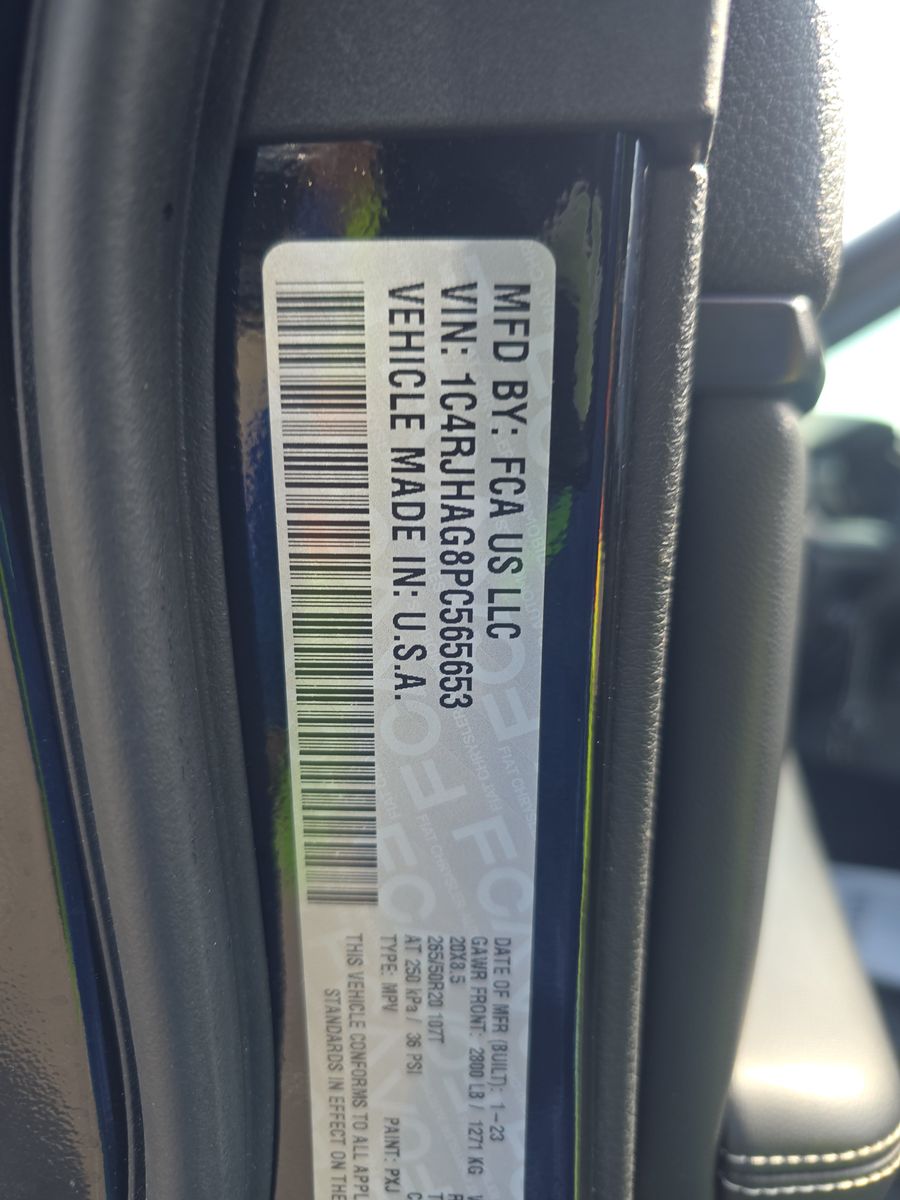 MFD BY: FCA US LLC
VIN: 1C4RJHAG8PC565653
VEHICLE MADE IN: U.S.A.
DATE OF MFR (BUILT): 1-23
GAWR FRONT: 2800 LB / 1271 KG
20X8.5
265/50R20 107T
AT 250 kPa / 36 PSI
TYPE: MPV PAINT: PXJ
THIS VEHICLE CONFORMS TO ALL APPL
STANDARDS IN EFFECT ON THE